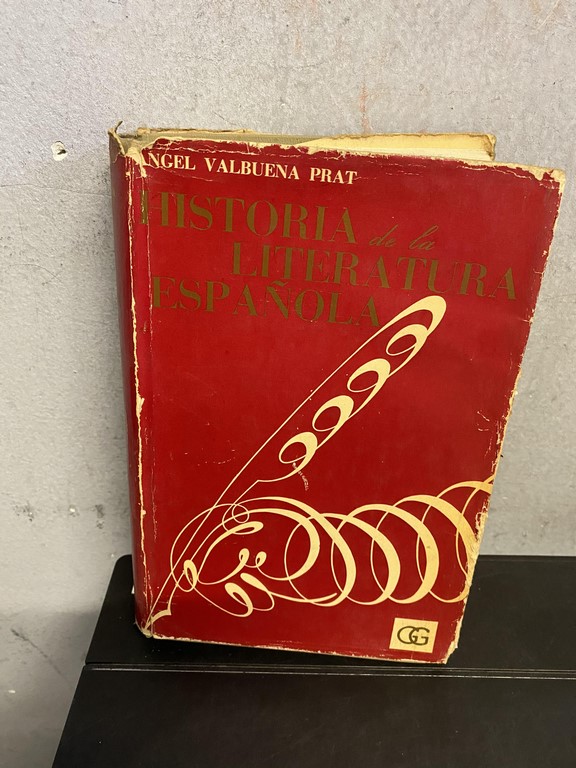 NGEL VALBUENA PRAT
HISTORIA de la
LITERATURA
ESPAÑOLA
GG